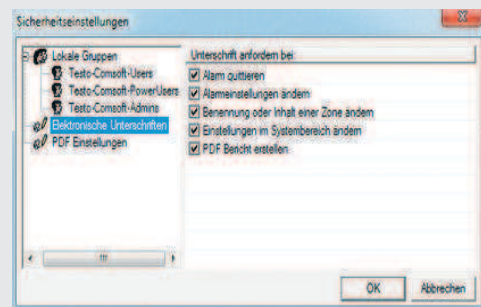 Sicherheitseinstellungen
Lokale Gruppen
Testo-Comsoft-Users
Testo-Comsoft-PowerUsers
Testo-Comsoft-Admins
Elektronische Unterschriften
PDF Einstellungen
Unterschrift anfordern bei:
Alarm quittieren
Alarmeinstellungen ändern
Benennung oder Inhalt einer Zone ändern
Einstellungen im Systembereich ändern
PDF Bericht erstellen
OK
Abbrechen